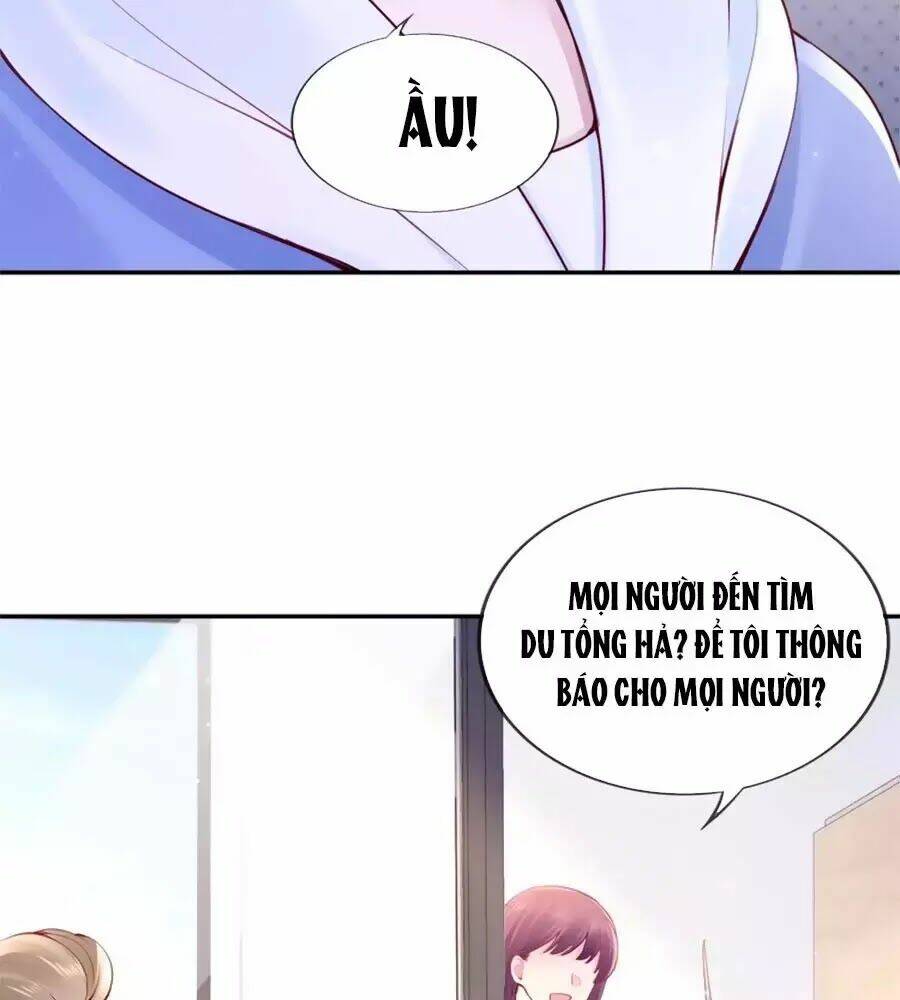 ẦU!
MỌI NGƯỜI ĐẾN TÌM
DU TỔNG HẢ? ĐỂ TÔI THÔNG
BÁO CHO MỌI NGƯỜI?